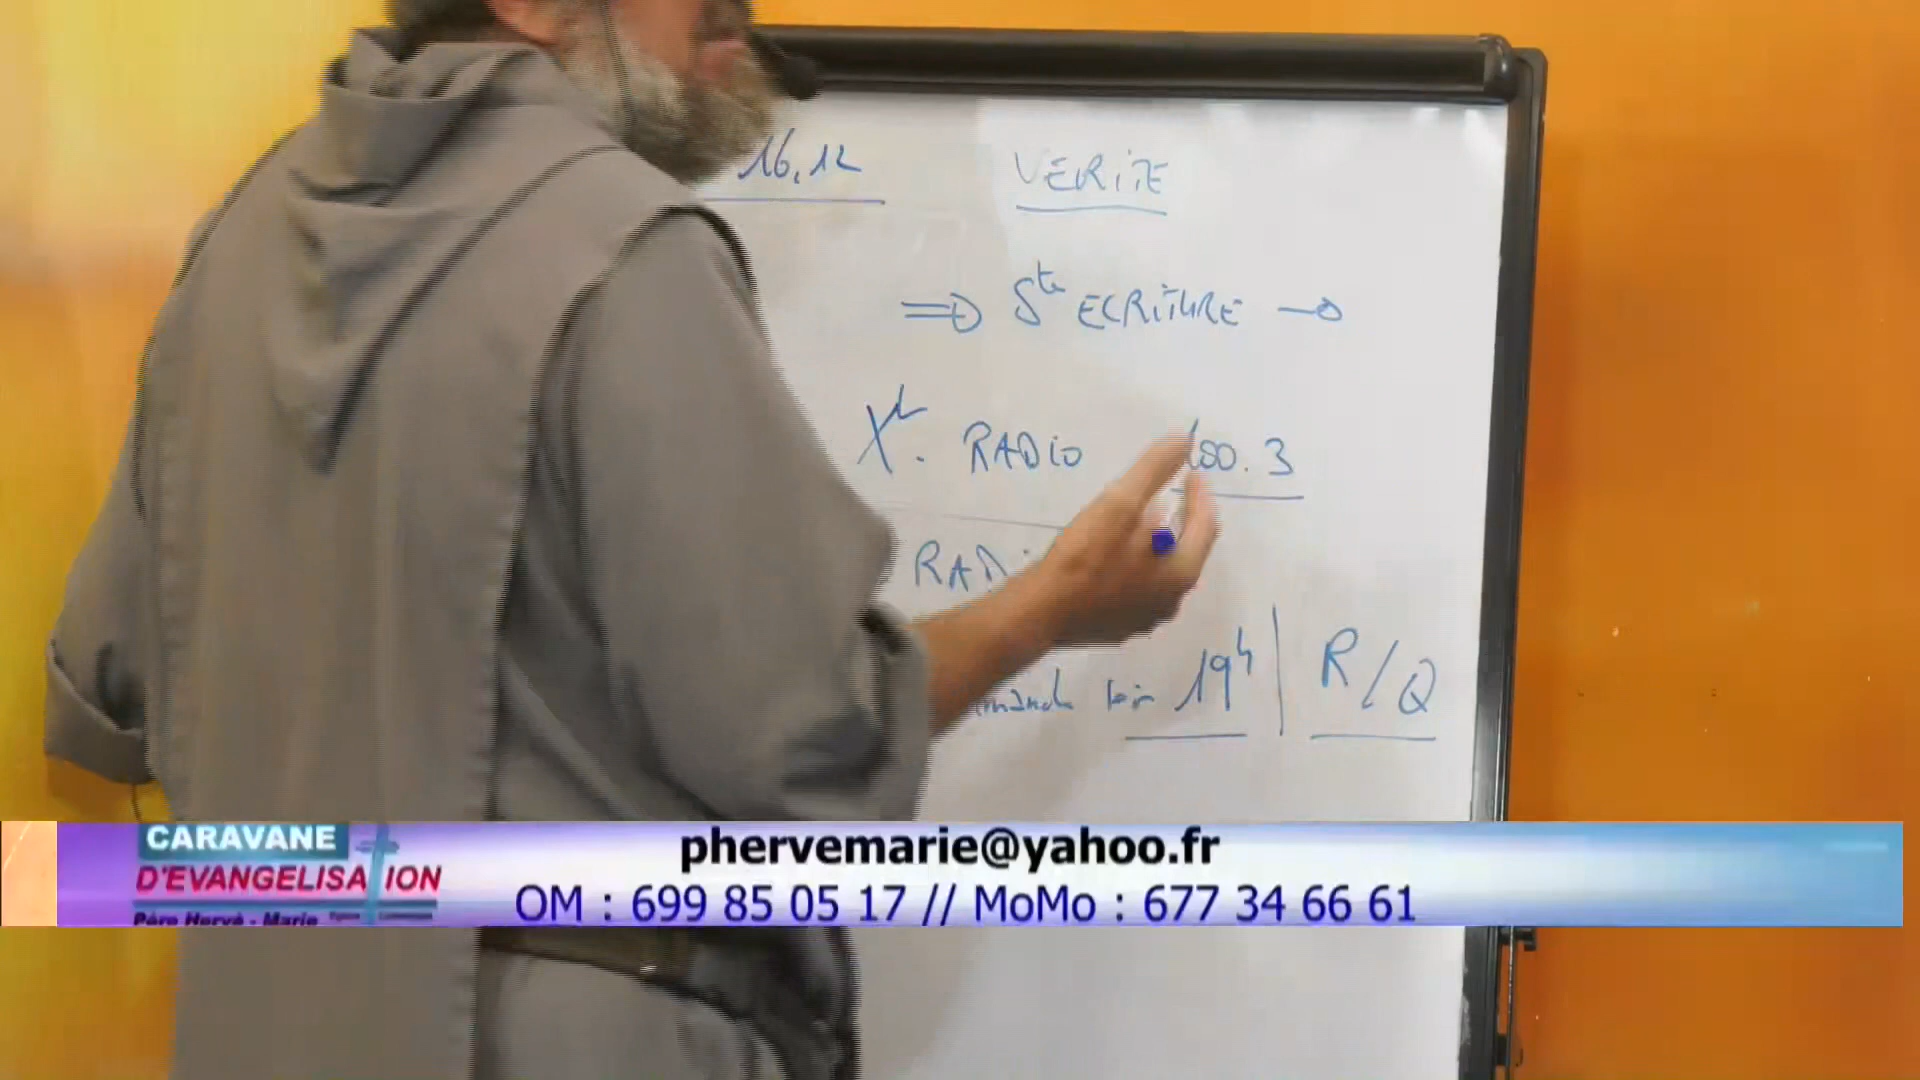 16,12 VERITE
=> Ste ECRITURE →
RADIO 100.3
RADI
19h | R/Q
CARAVANE
D'EVANGELISATION
Père Hervé - Marie
phervemarie@yahoo.fr
OM : 699 85 05 17 // MoMo : 677 34 66 61